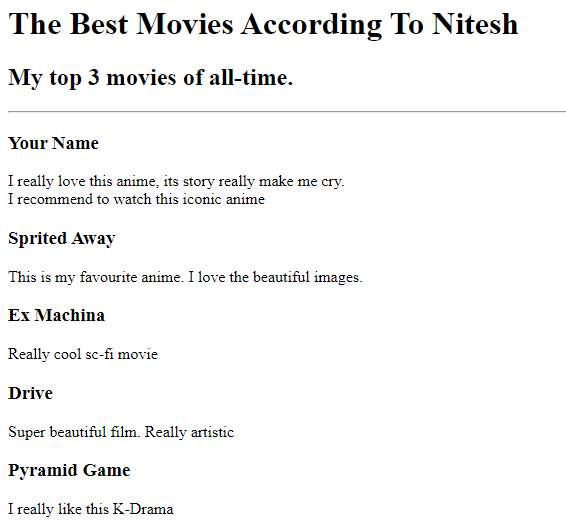 The Best Movies According To Nitesh
My top 3 movies of all-time.
Your Name
I really love this anime, its story really make me cry.
I recommend to watch this iconic anime
Sprited Away
This is my favourite anime. I love the beautiful images.
Ex Machina
Really cool sc-fi movie
Drive
Super beautiful film. Really artistic
Pyramid Game
I really like this K-Drama